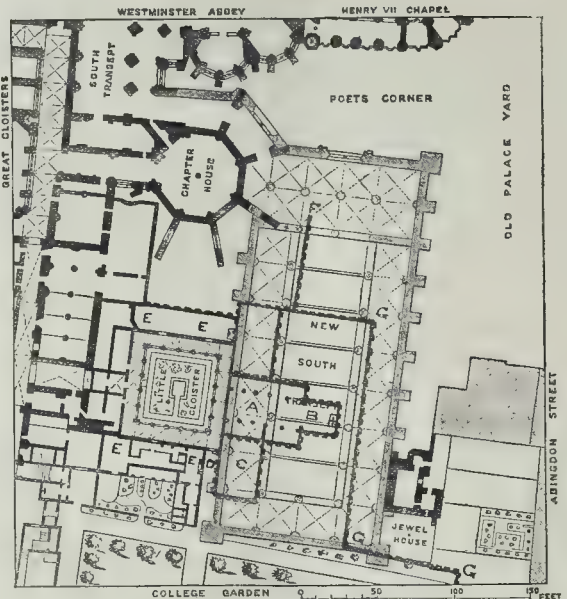 WESTMINSTER ABBEY
HENRY VII CHAPEL
SOUTH
TRANSEPT
GREAT CLOISTERS
POETS CORNER
OLD PALACE YARD
CHAPTER
HOUSE
G
E
E
NEW
SOUTH
LITTLE
CLOISTER
A
B
B
ABINGDON STREET
E
E
D
C
JEWEL
HOUSE
G
G
COLLEGE GARDEN
0 50 100 150 FEET